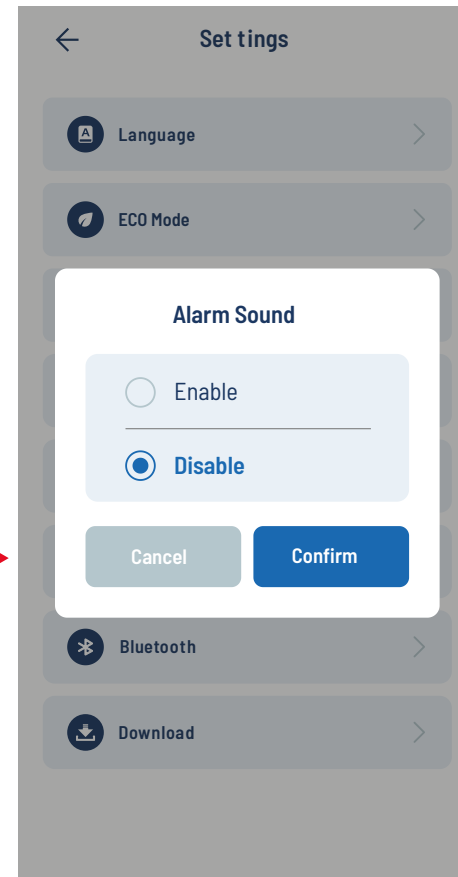 Set tings
Language
ECO Mode
Alarm Sound
Enable
Disable
Cancel
Confirm
Bluetooth
Download